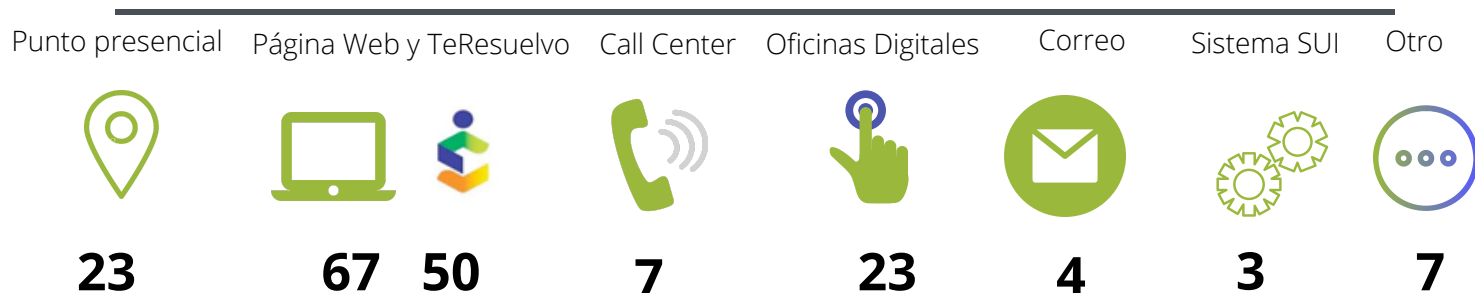 Punto presencial Página Web y TeResuelvo Call Center Oficinas Digitales Correo Sistema SUI Otro
23 67 50 7 23 4 3 7